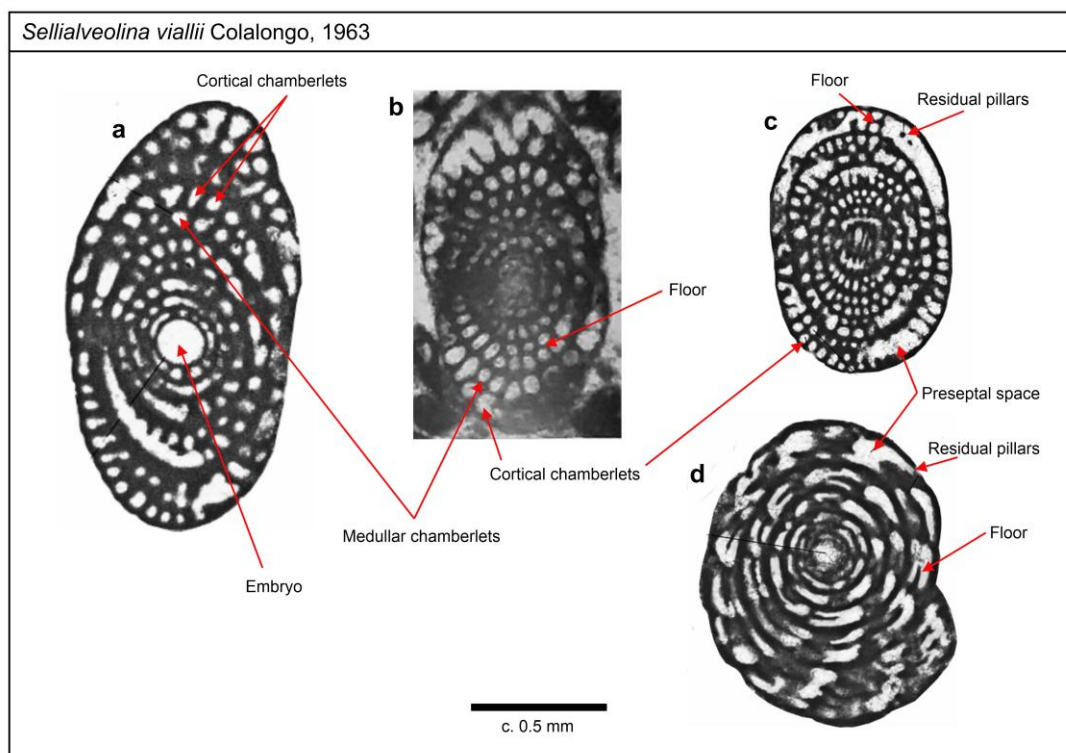 Sellialveolina viallii Colalongo, 1963
Cortical chamberlets
a
b
Floor
Residual pillars
c
Floor
Preseptal space
Cortical chamberlets
Residual pillars
d
Medullar chamberlets
Floor
Embryo
c. 0.5 mm